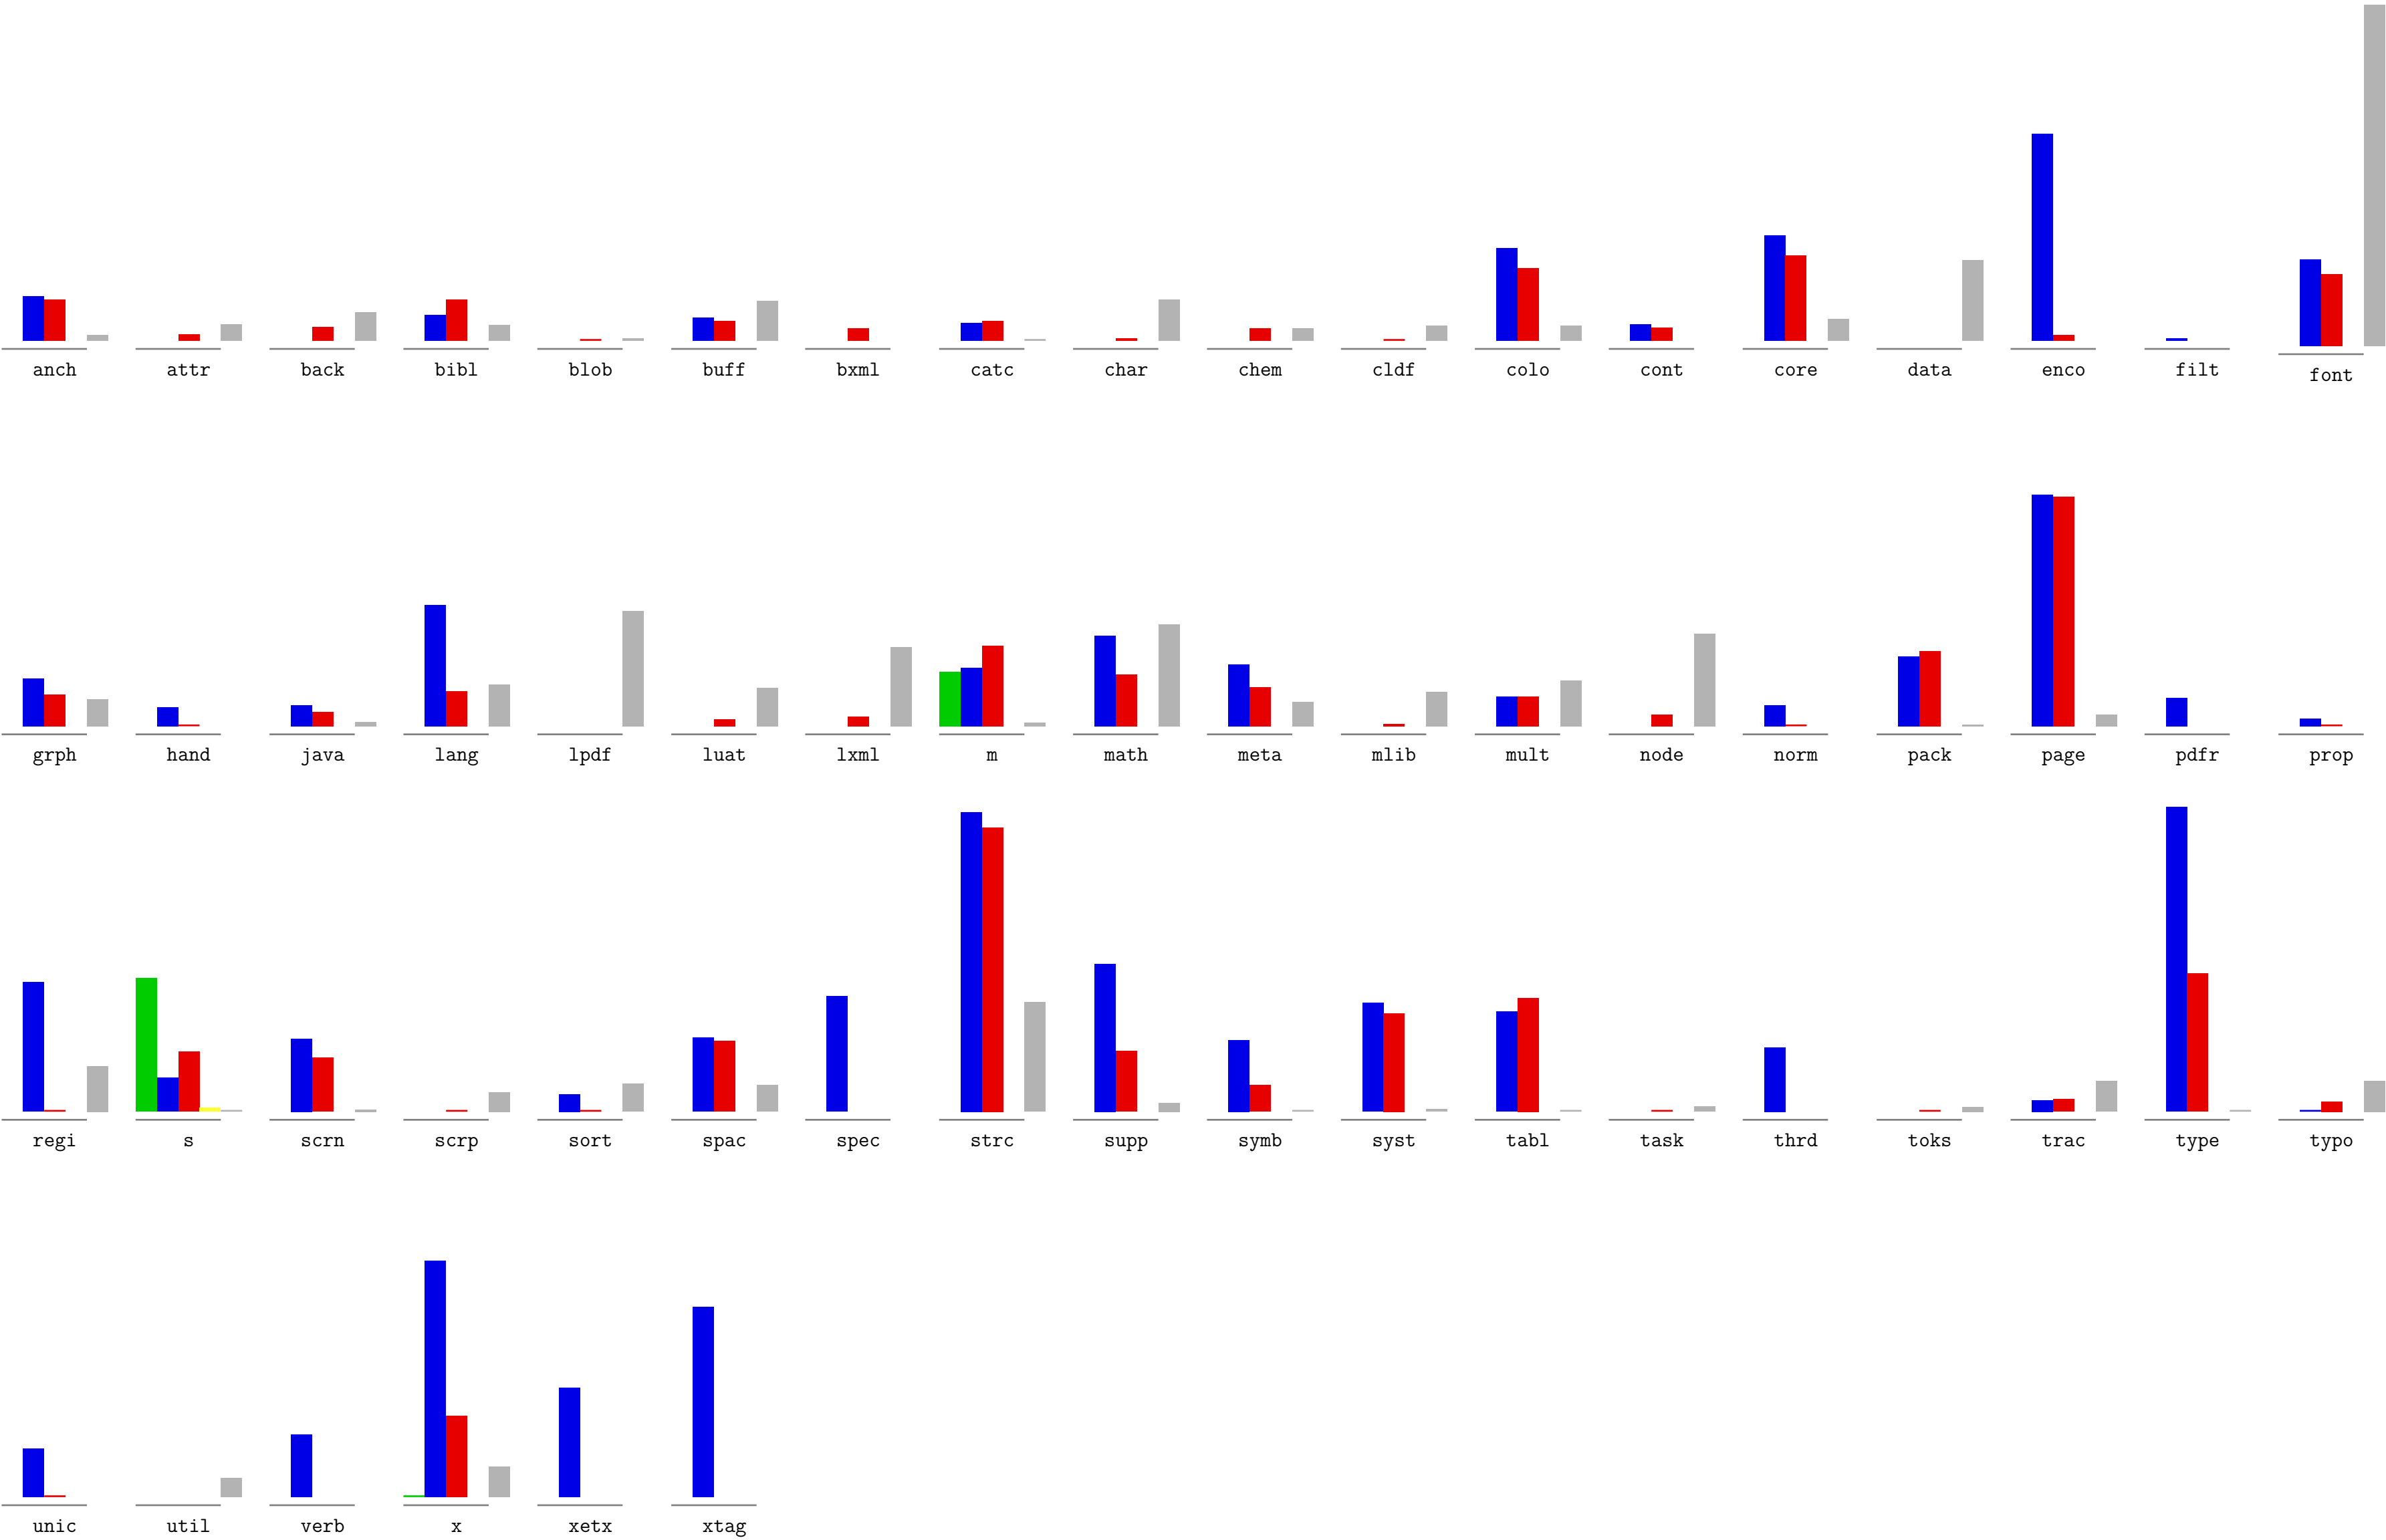 anch attr back bibl blob buff bxml catc char chem cldf colo cont core data enco filt font
grph hand java lang lpdf luat lxml m math meta mlib mult node norm pack page pdfr prop
regi s scrn scrp sort spac spec strc supp symb syst tabl task thrd toks trac type typo
unic util verb x xetx xtag